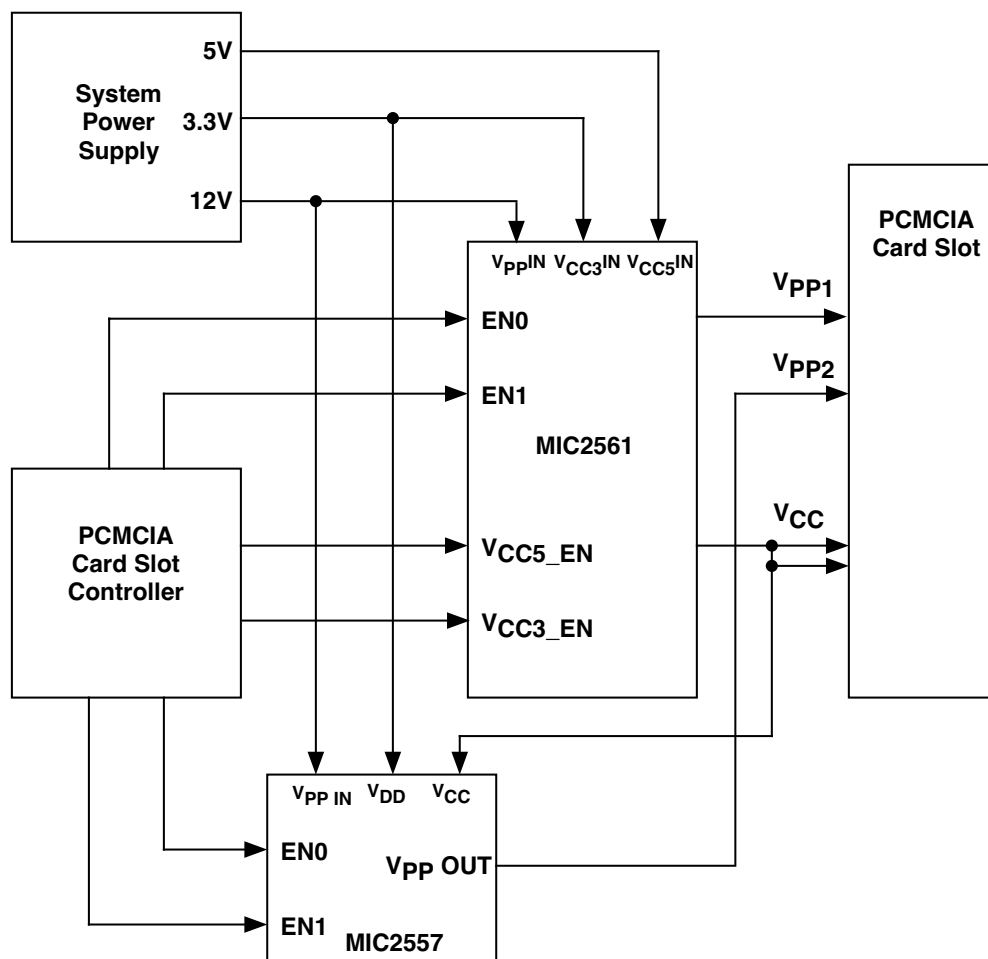 System
Power
Supply
5V
3.3V
12V
PCMCIA
Card Slot
VPPIN VCC3IN VCC5IN
EN0
EN1
MIC2561
VCC5_EN
VCC3_EN
VPP1
VPP2
VCC
PCMCIA
Card Slot
Controller
VPP IN VDD VCC
EN0
VPP OUT
EN1
MIC2557